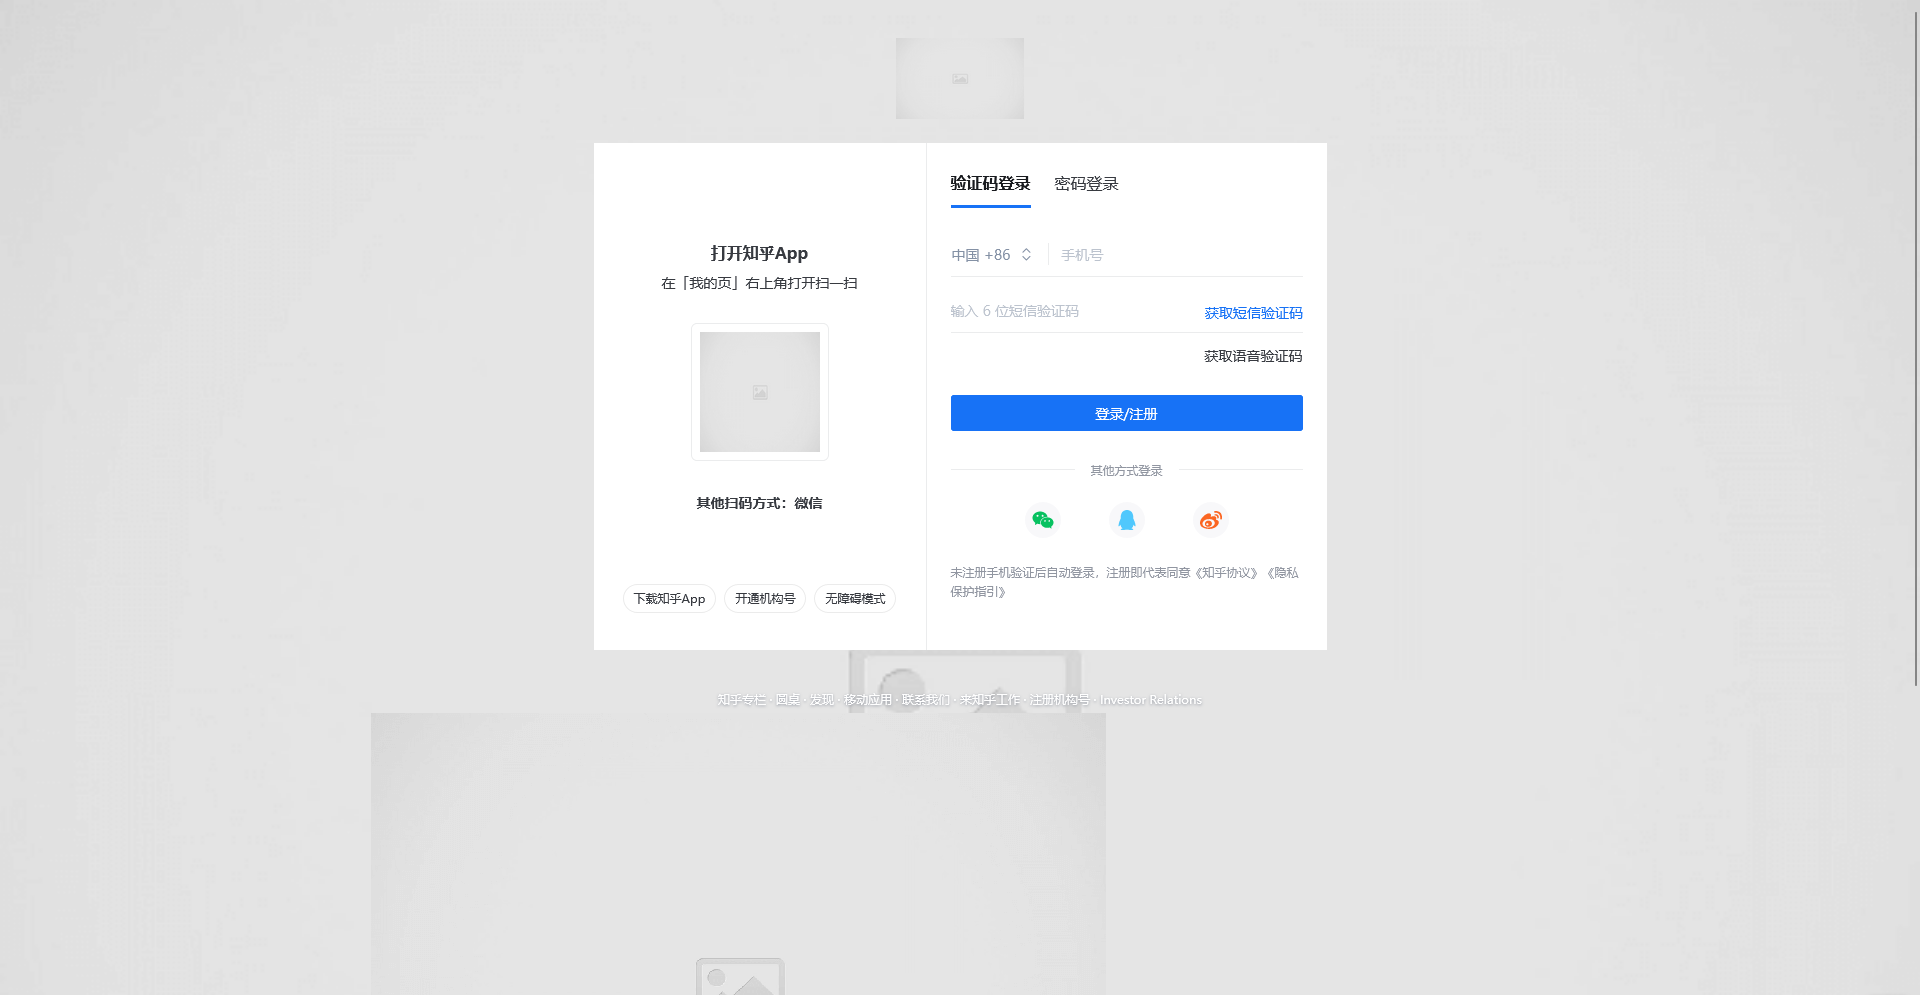 打开知乎App
在「我的页」右上角打开扫一扫
其他扫码方式：微信
下载知乎App
开通机构号
无障碍模式
验证码登录
密码登录
中国 +86
手机号
输入 6 位短信验证码
获取短信验证码
获取语音验证码
登录/注册
其他方式登录
未注册手机验证后自动登录，注册即代表同意《知乎协议》《隐私
保护指引》
知乎专栏 · 圆桌 · 发现 · 移动应用 · 联系我们 · 来知乎工作 · 注册机构号 · Investor Relations